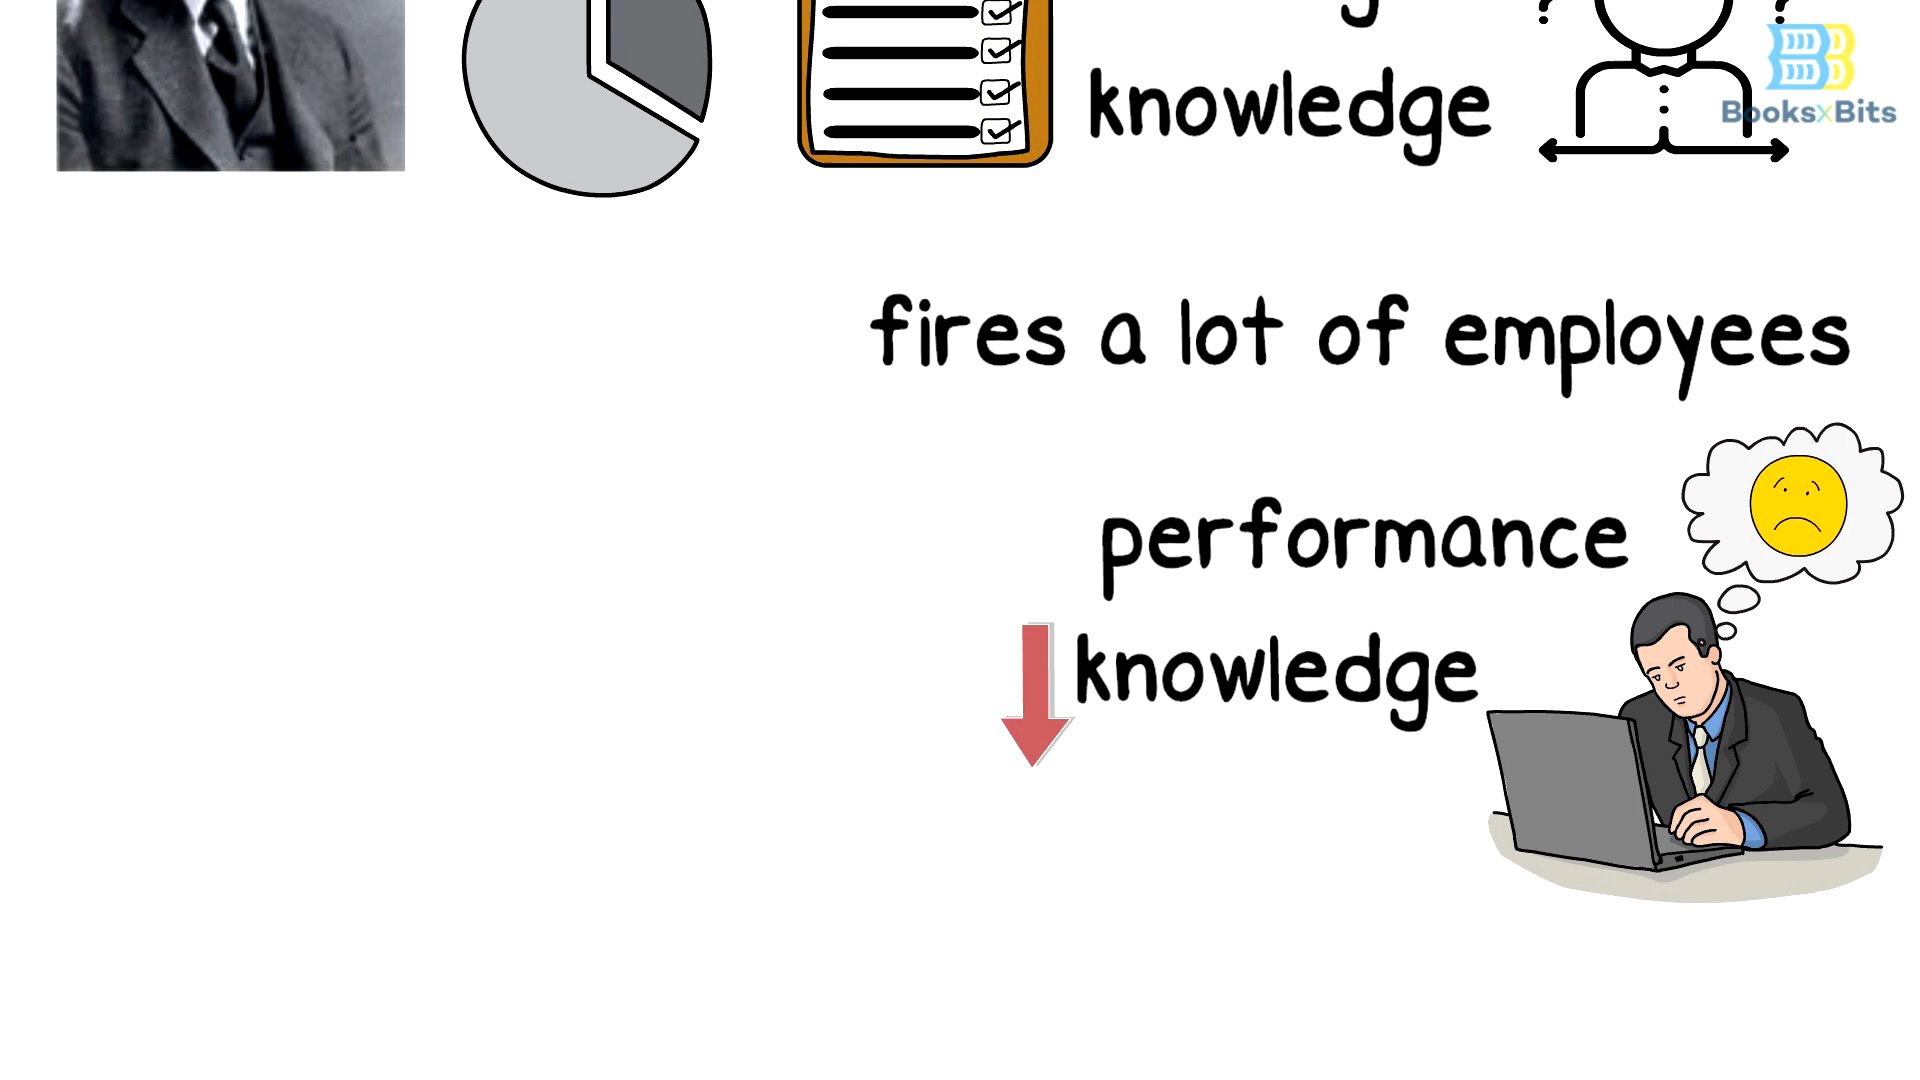 knowledge
BooksxBits
fires a lot of employees
performance
knowledge